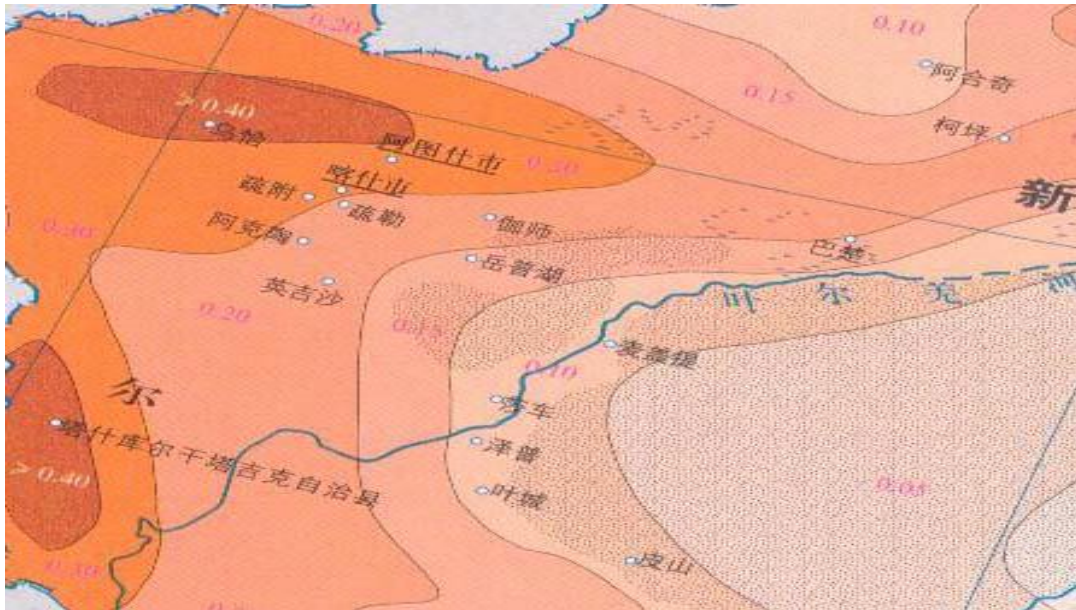 0.20
0.10
阿合奇
0.15
> 0.40
乌恰
柯坪
阿图什市
0.20
喀什市
新
疏附
疏勒
伽师
阿克陶
巴楚
0.30
岳普湖
英吉沙
叶尔羌
0.20
0.15
麦盖提
0.10
尔
莎车
塔什库尔干塔吉克自治县
泽普
> 0.40
叶城
0.05
皮山
0.30